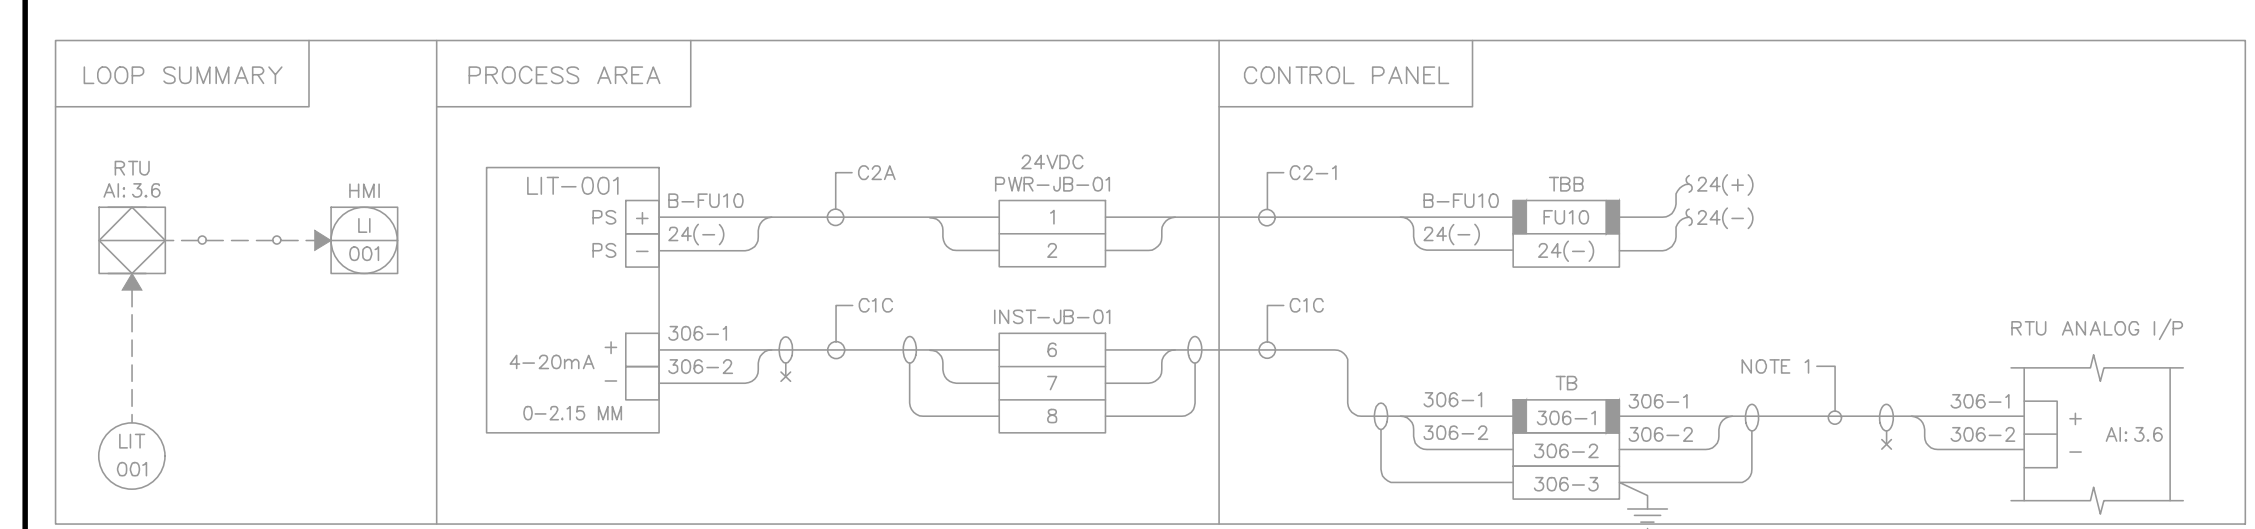 LOOP SUMMARY
RTU
AI: 3.6
HMI
LI
001
LIT
001
PROCESS AREA
LIT-001
PS +
PS -
B-FU10
24(-)
C2A
24VDC
PWR-JB-01
1
2
4-20mA
+
-
0-2.15 MM
306-1
306-2
C1C
INST-JB-01
6
7
8
CONTROL PANEL
C2-1
B-FU10
24(-)
TBB
FU10
24(-)
24(+)
24(-)
C1C
306-1
306-2
TB
306-1
306-2
306-3
306-1
306-2
NOTE 1
RTU ANALOG I/P
306-1
306-2
+
-
AI: 3.6